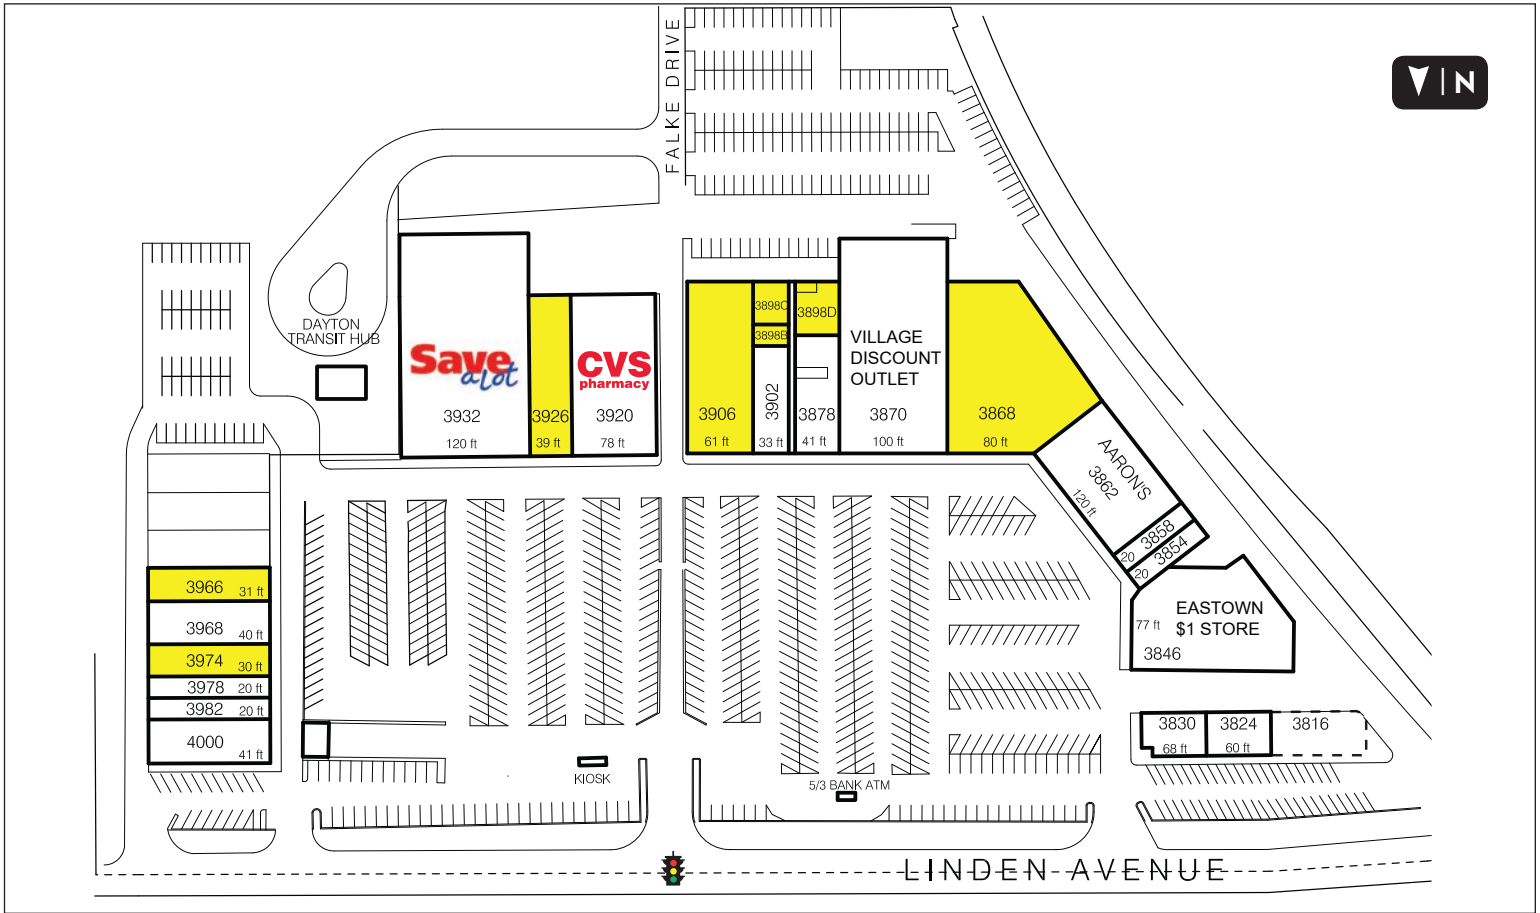 FALKE DRIVE
N
DAYTON
TRANSIT HUB
Save
a lot
3932
120 ft
3926
39 ft
CVS
pharmacy
3920
78 ft
3906
61 ft
3898C
3898B
3902
33 ft
3898D
3878
41 ft
VILLAGE
DISCOUNT
OUTLET
3870
100 ft
3868
80 ft
AARON'S
3862
120 ft
3858
20
3854
20
EASTOWN
$1 STORE
77 ft
3846
3966 31 ft
3968 40 ft
3974 30 ft
3978 20 ft
3982 20 ft
4000 41 ft
3830
68 ft
3824
60 ft
3816
KIOSK
5/3 BANK ATM
LINDEN AVENUE